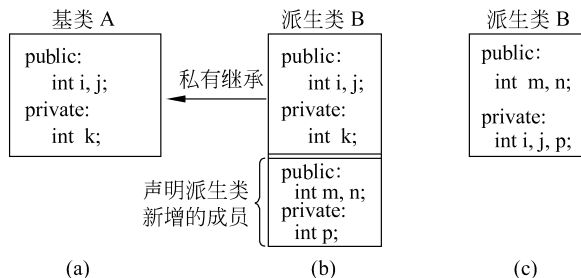 基类 A
public:
int i, j;
private:
int k;
(a)
私有继承
派生类 B
public:
int i, j;
private:
int k;
public:
int m, n;
private:
int p;
声明派生类
新增的成员
(b)
派生类 B
public:
int m, n;
private:
int i, j, p;
(c)